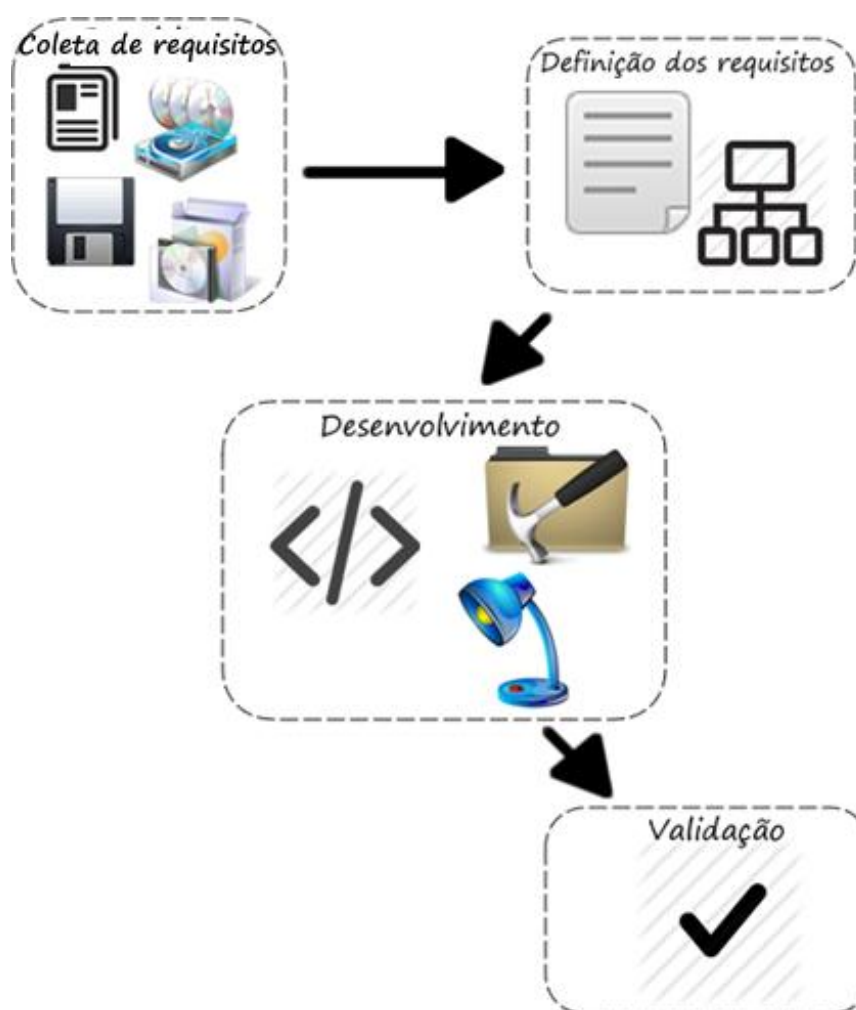 Coleta de requisitos
Definição dos requisitos
Desenvolvimento
Validação